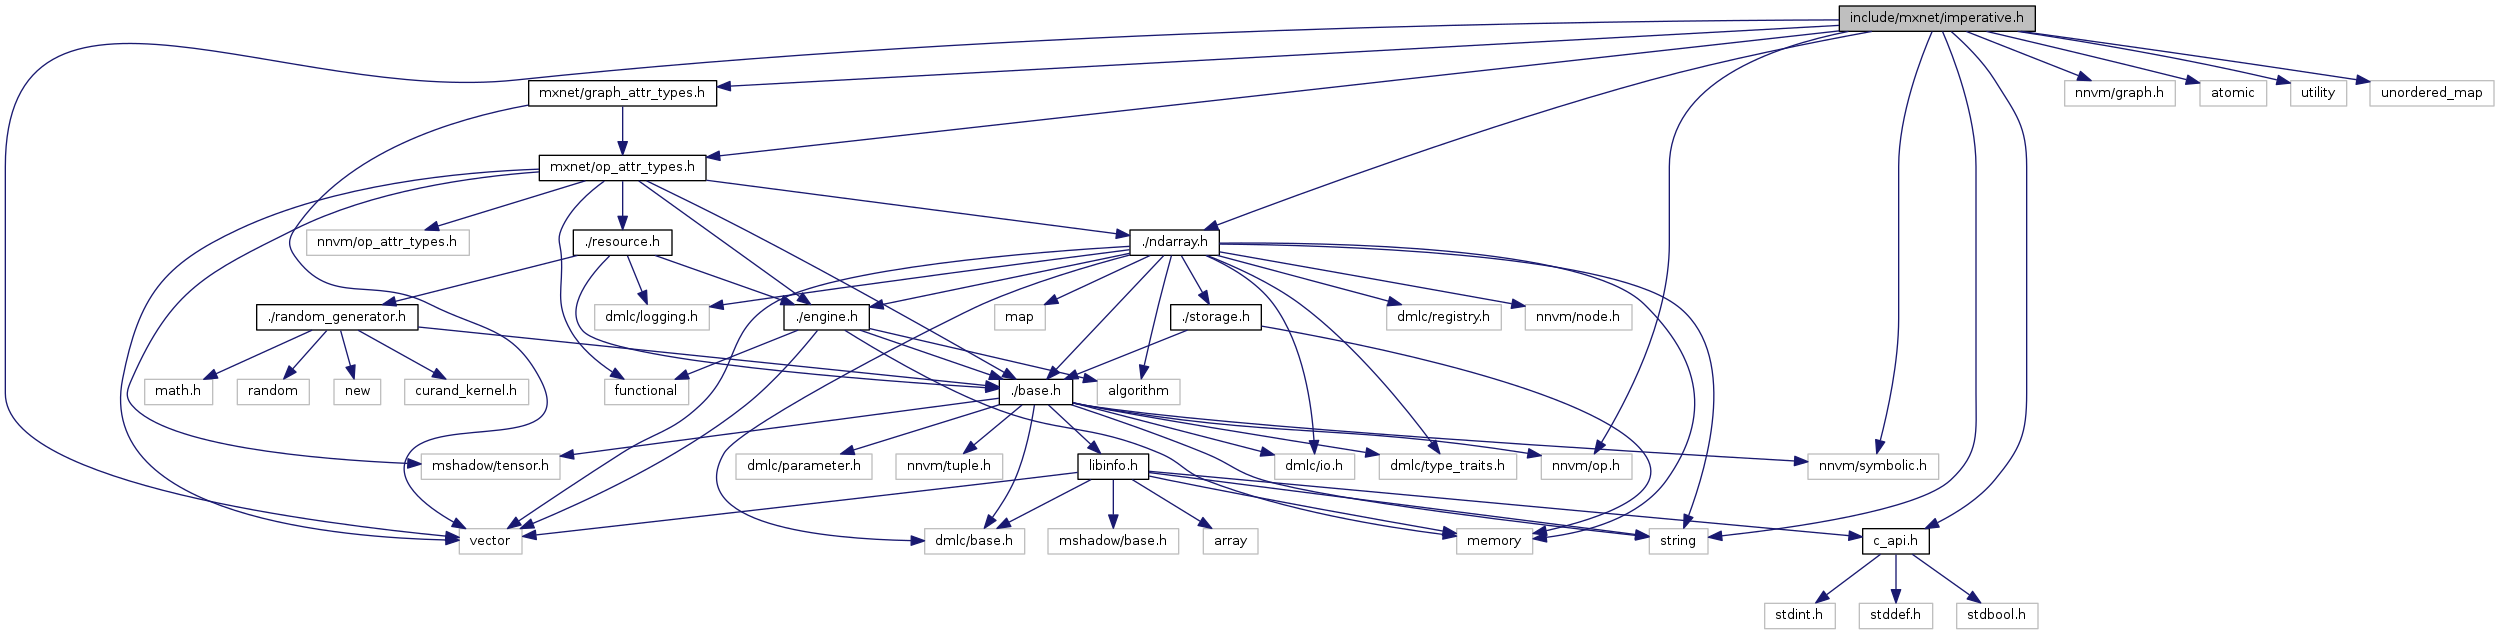 include/mxnet/imperative.h
mxnet/graph_attr_types.h
nnvm/graph.h
atomic
utility
unordered_map
mxnet/op_attr_types.h
nnvm/op_attr_types.h
./resource.h
./ndarray.h
./random_generator.h
dmlc/logging.h
./engine.h
map
./storage.h
dmlc/registry.h
nnvm/node.h
math.h
random
new
curand_kernel.h
functional
./base.h
algorithm
mshadow/tensor.h
dmlc/parameter.h
nnvm/tuple.h
libinfo.h
dmlc/io.h
dmlc/type_traits.h
nnvm/op.h
nnvm/symbolic.h
vector
dmlc/base.h
mshadow/base.h
array
memory
string
c_api.h
stdint.h
stddef.h
stdbool.h